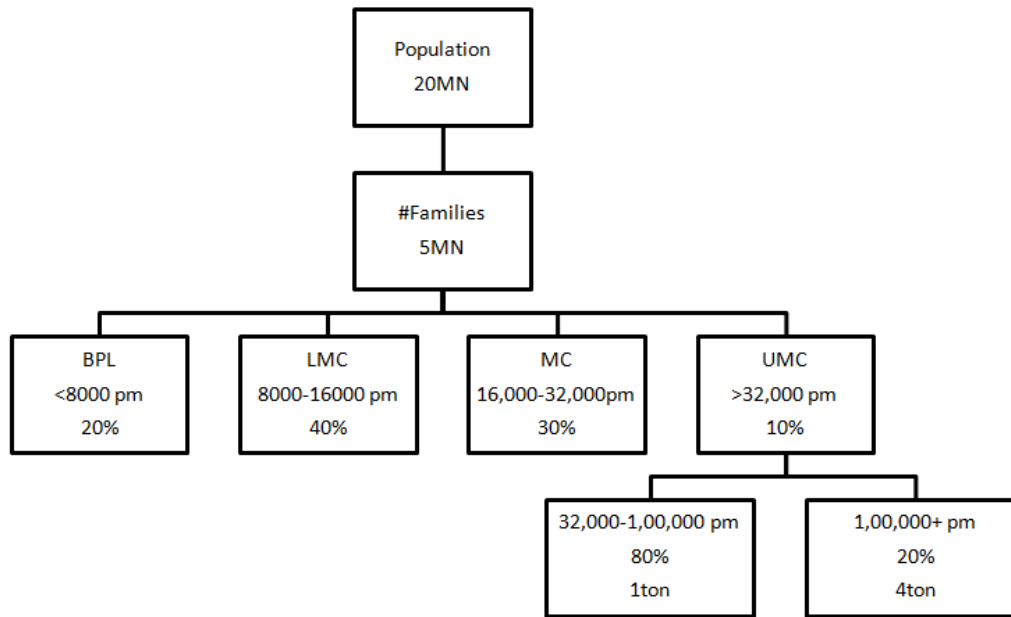 Population
20MN
#Families
5MN
BPL
<8000 pm
20%
LMC
8000-16000 pm
40%
MC
16,000-32,000pm
30%
UMC
>32,000 pm
10%
32,000-1,00,000 pm
80%
1ton
1,00,000+ pm
20%
4ton